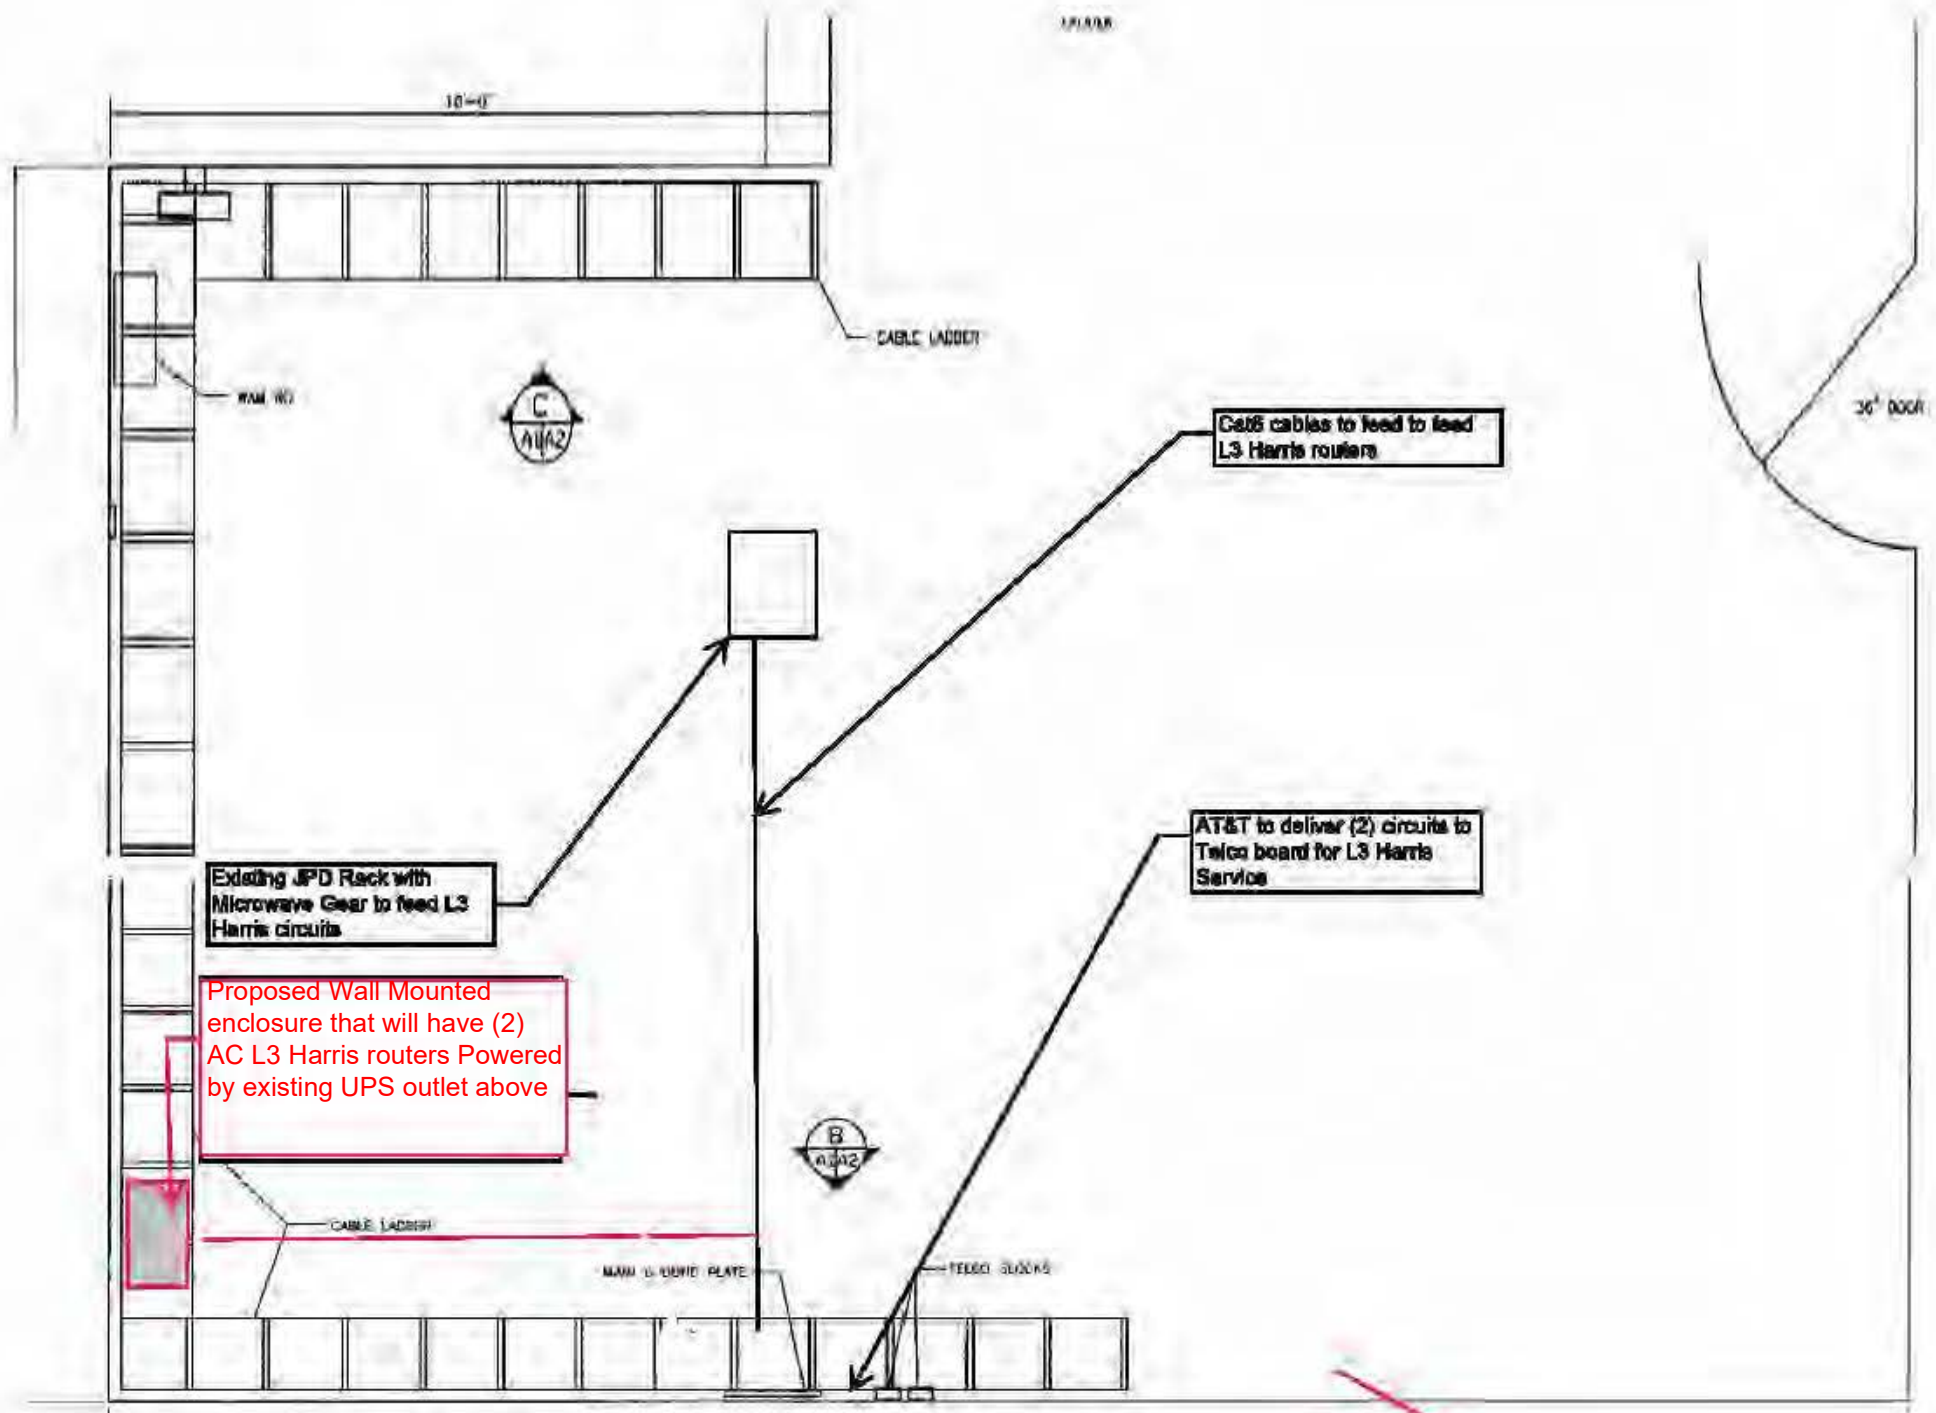 10'-0"
CABLE LADDER
C
A1/A2
36" DOOR
Cat6 cables to feed to feed
L3 Harris routers
AT&T to deliver (2) circuits to
Telco board for L3 Harris
Service
Existing JPD Rack with
Microwave Gear to feed L3
Harris circuits
Proposed Wall Mounted
enclosure that will have (2)
AC L3 Harris routers Powered
by existing UPS outlet above
B
CABLE LADDER
MAIN GROUND PLATE
TELCO BLOCKS